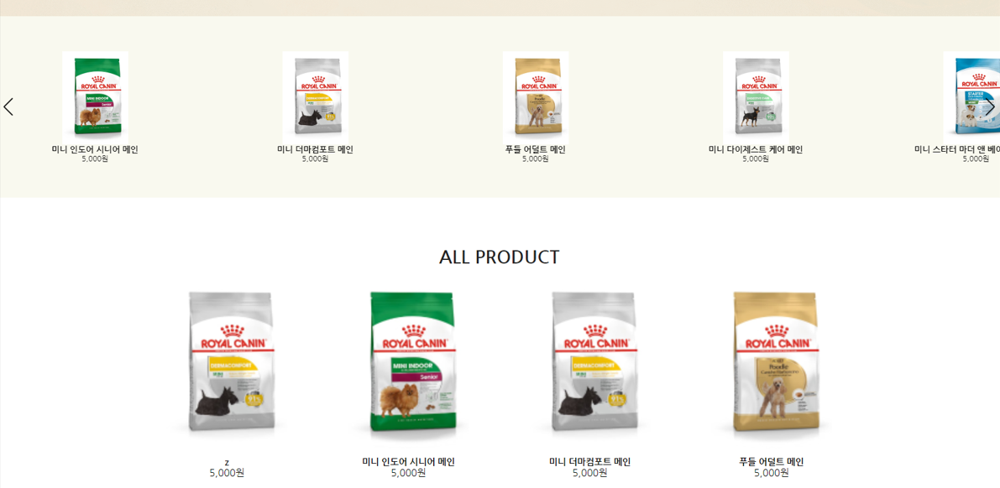 ROYAL CANIN
MINI INDOOR
Senior
ROYAL CANIN
DERMACOMFORT
ROYAL CANIN
Poodle
ROYAL CANIN
ROYAL CANIN
STARTER
미니 인도어 시니어 메인
5,000원
미니 더마컴포트 메인
5,000원
푸들 어덜트 메인
5,000원
미니 다이제스트 케어 메인
5,000원
미니 스타터 마더 앤 베이
5,000원
ALL PRODUCT
ROYAL CANIN
DERMACOMFORT
ROYAL CANIN
MINI INDOOR
Senior
ROYAL CANIN
DERMACOMFORT
ROYAL CANIN
Poodle
z
5,000원
미니 인도어 시니어 메인
5,000원
미니 더마컴포트 메인
5,000원
푸들 어덜트 메인
5,000원